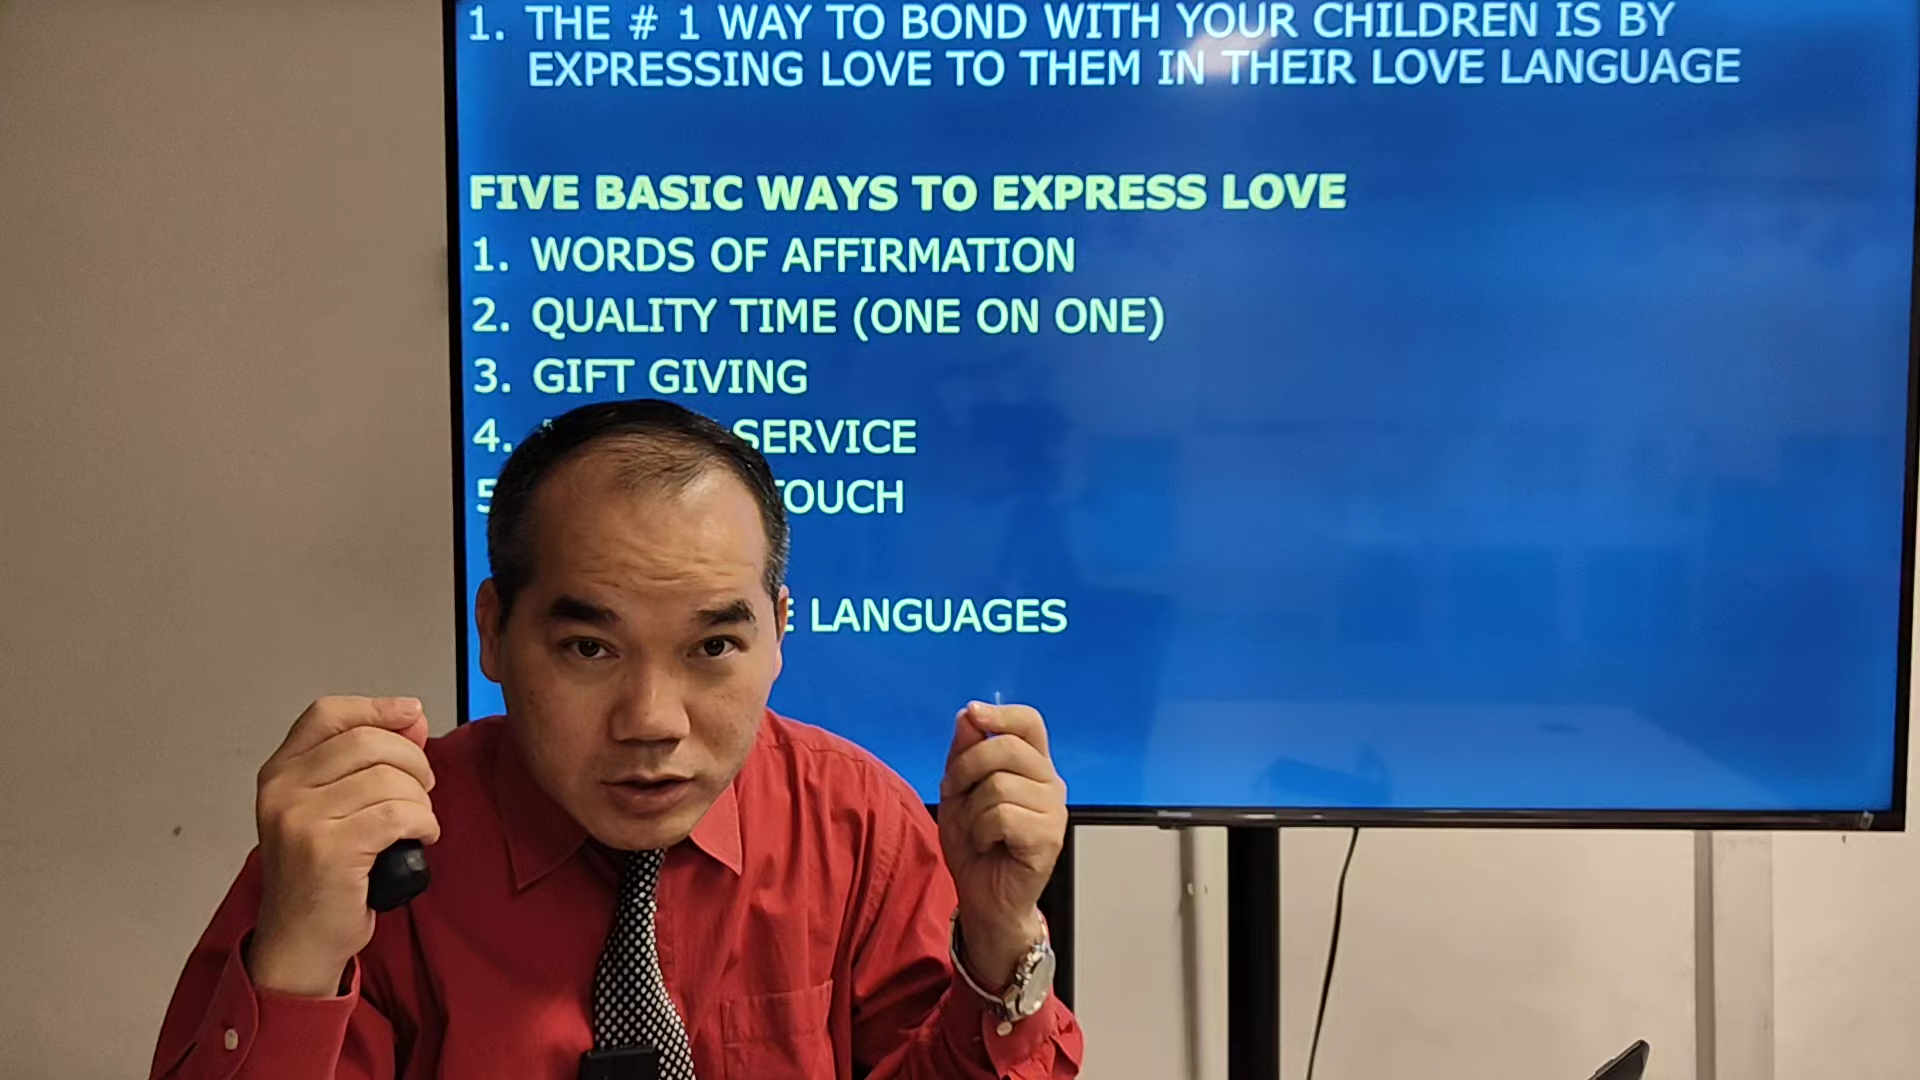 1. THE # 1 WAY TO BOND WITH YOUR CHILDREN IS BY
EXPRESSING LOVE TO THEM IN THEIR LOVE LANGUAGE
FIVE BASIC WAYS TO EXPRESS LOVE
1. WORDS OF AFFIRMATION
2. QUALITY TIME (ONE ON ONE)
3. GIFT GIVING
4. SERVICE
5 TOUCH
LANGUAGES